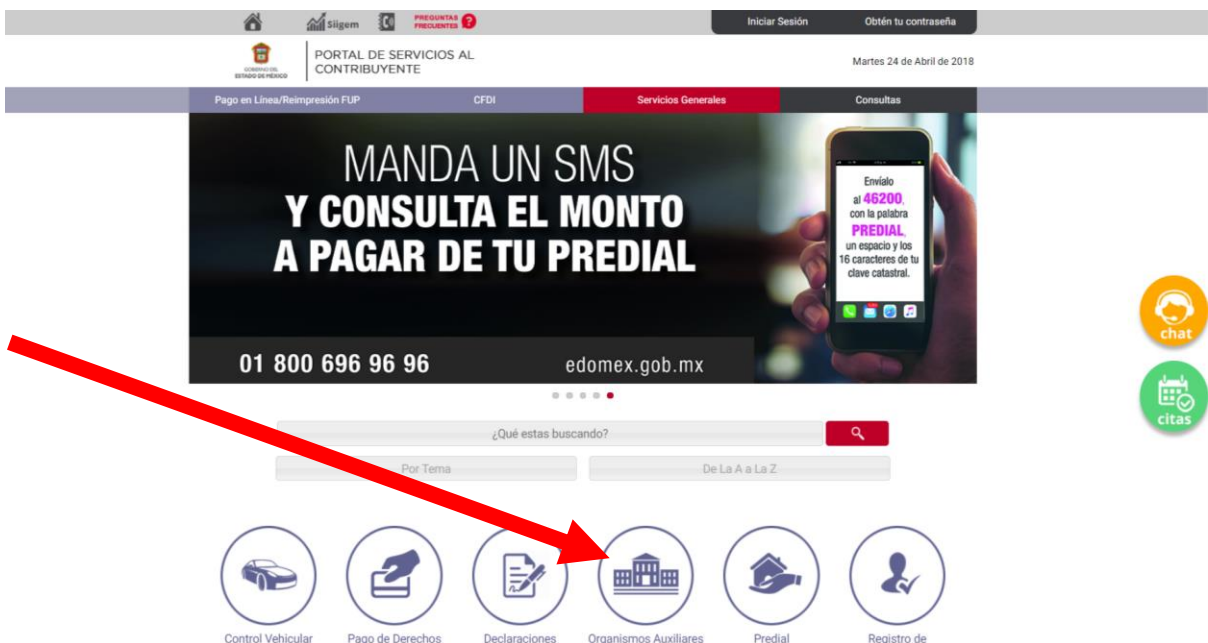 Siigem
PREGUNTAS
FRECUENTES ?
Iniciar Sesión
Obtén tu contraseña
GOBIERNO DEL
ESTADO DE MÉXICO
PORTAL DE SERVICIOS AL
CONTRIBUYENTE
Martes 24 de Abril de 2018
Pago en Línea/Reimpresión FUP
CFDI
Servicios Generales
Consultas
MANDA UN SMS
Y CONSULTA EL MONTO
A PAGAR DE TU PREDIAL
Envíalo
al 46200,
con la palabra
PREDIAL,
un espacio y los
16 caracteres de tu
clave catastral.
01 800 696 96 96
edomex.gob.mx
chat
citas
¿Qué estas buscando?
Por Tema
De La A a La Z
Control Vehicular
Pago de Derechos
Declaraciones
Organismos Auxiliares
Predial
Registro de